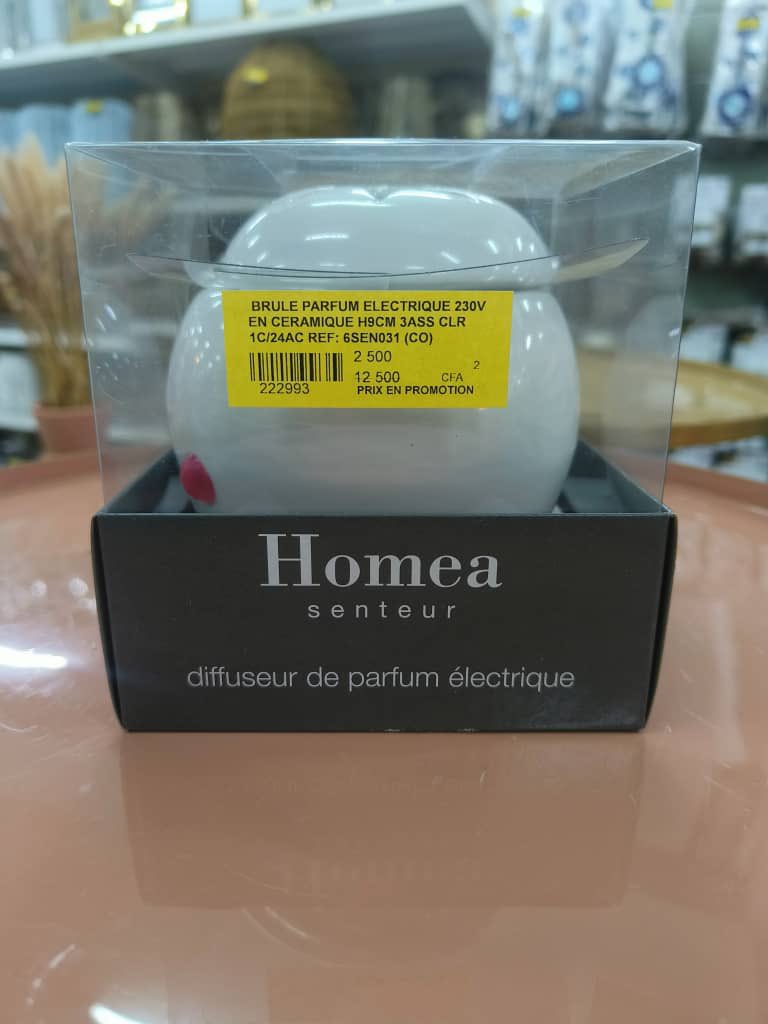 BRULE PARFUM ELECTRIQUE 230V
EN CERAMIQUE H9CM 3ASS CLR
1C/24AC REF: 6SEN031 (CO)
2 500
2
12 500 CFA
222993 PRIX EN PROMOTION
Homea
senteur
diffuseur de parfum électrique